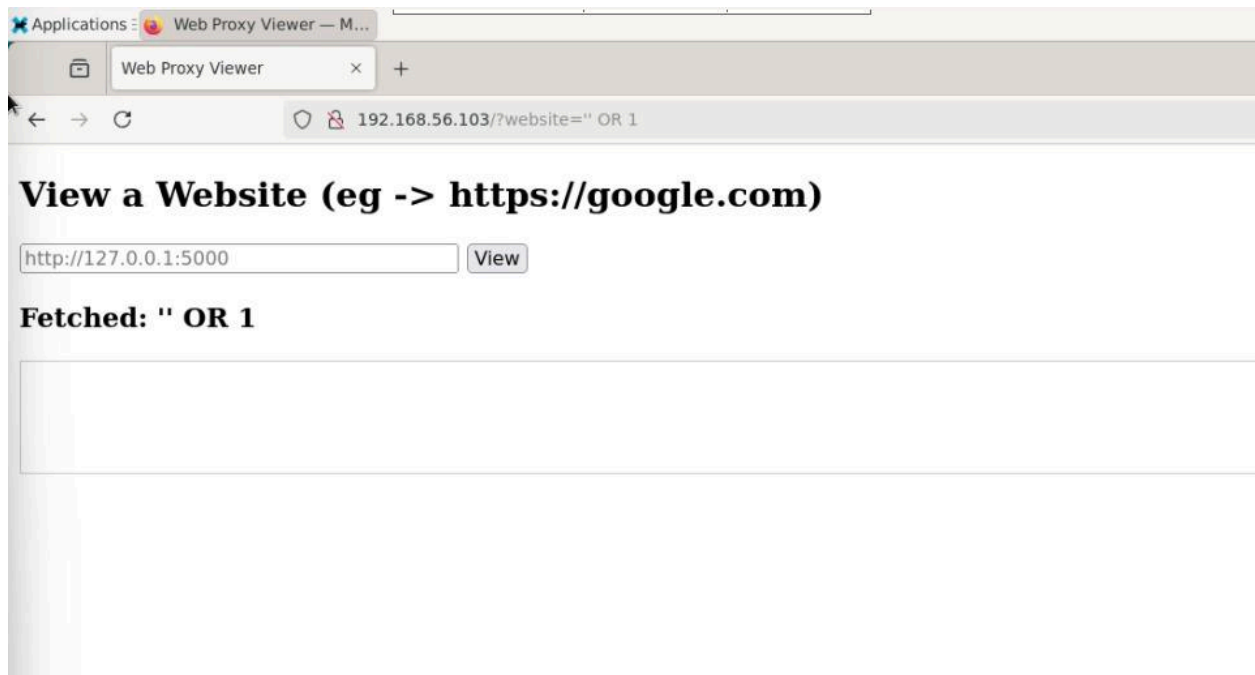 Applications Web Proxy Viewer — M...
Web Proxy Viewer
192.168.56.103/?website='' OR 1
View a Website (eg -> https://google.com)
http://127.0.0.1:5000 View
Fetched: '' OR 1